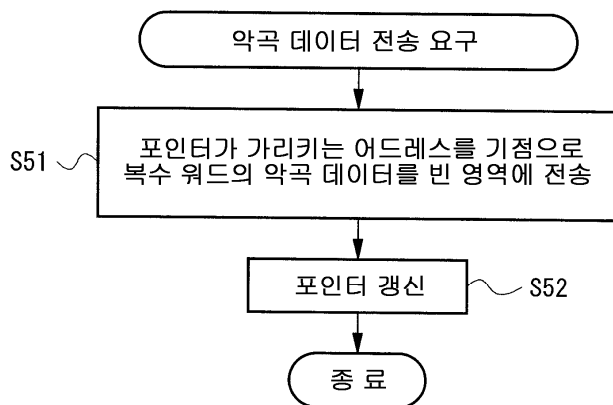 악곡 데이터 전송 요구
S51
포인터가 가리키는 어드레스를 기점으로
복수 워드의 악곡 데이터를 빈 영역에 전송
포인터 갱신
S52
종 료